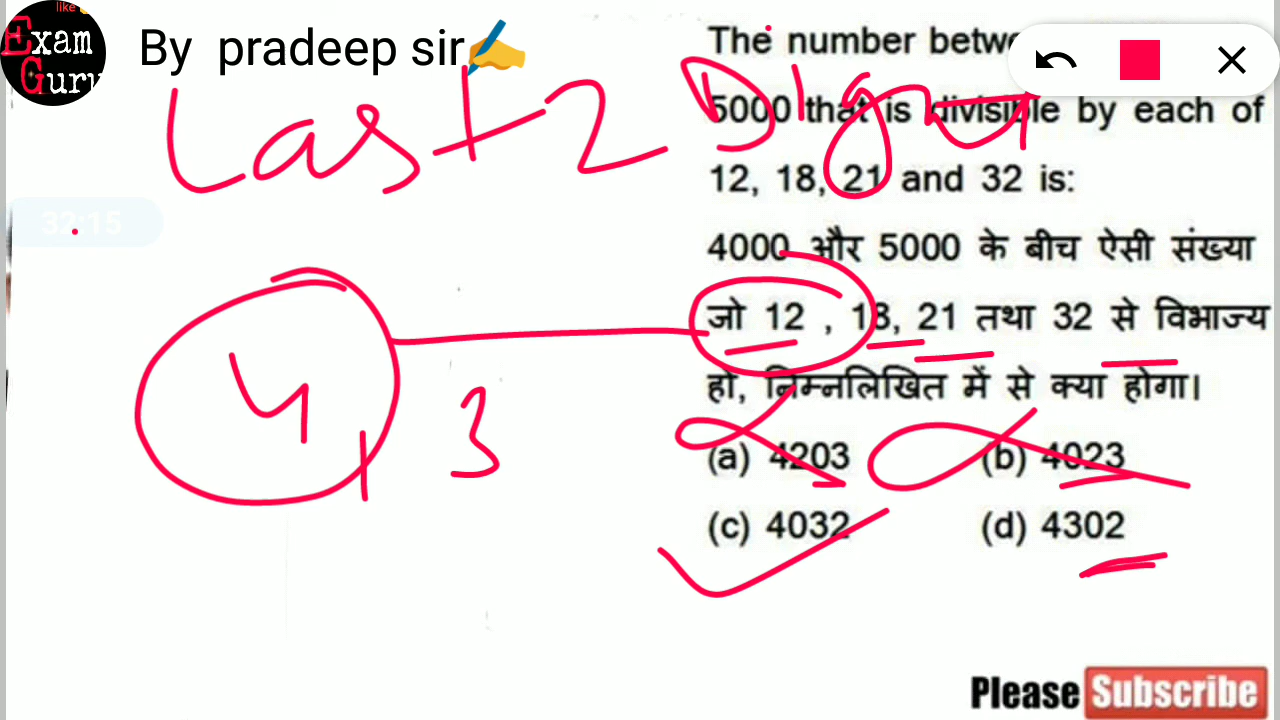 like
Exam
Guru
By pradeep sir
Last 2 Digit
32:15
The number betwe
5000 that is divisible by each of
12, 18, 21 and 32 is:
4000 और 5000 के बीच ऐसी संख्या
जो 12 , 18, 21 तथा 32 से विभाज्य
हो, निम्नलिखित में से क्या होगा।
(a) 4203 (b) 4023
(c) 4032 (d) 4302
4, 3
Please Subscribe